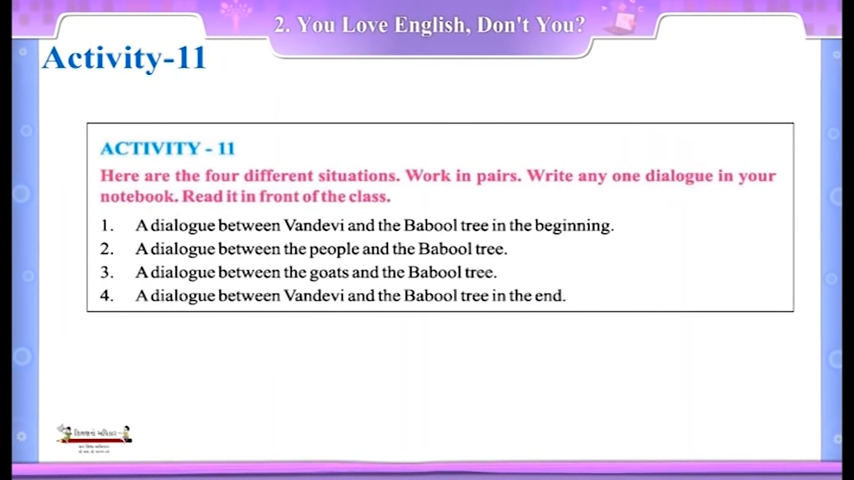 2. You Love English, Don't You?
Activity-11
ACTIVITY - 11
Here are the four different situations. Work in pairs. Write any one dialogue in your
notebook. Read it in front of the class.
1. A dialogue between Vandevi and the Babool tree in the beginning.
2. A dialogue between the people and the Babool tree.
3. A dialogue between the goats and the Babool tree.
4. A dialogue between Vandevi and the Babool tree in the end.